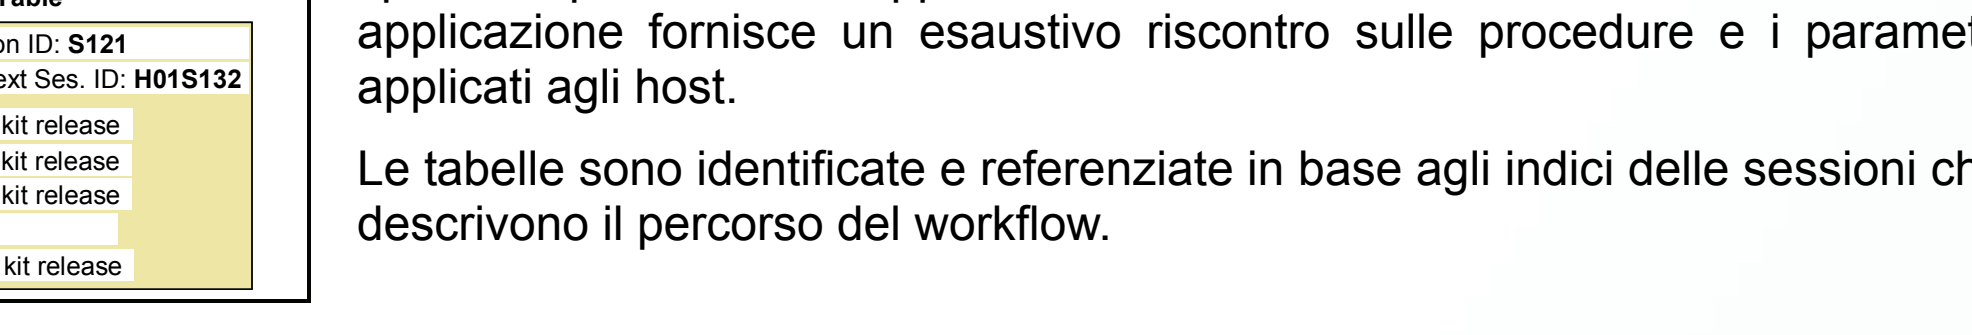 on ID: S121
ext Ses. ID: H01S132
kit release
kit release
kit release
kit release
applicazione fornisce un esaustivo riscontro sulle procedure e i paramet
applicati agli host.
Le tabelle sono identificate e referenziate in base agli indici delle sessioni ch
descrivono il percorso del workflow.